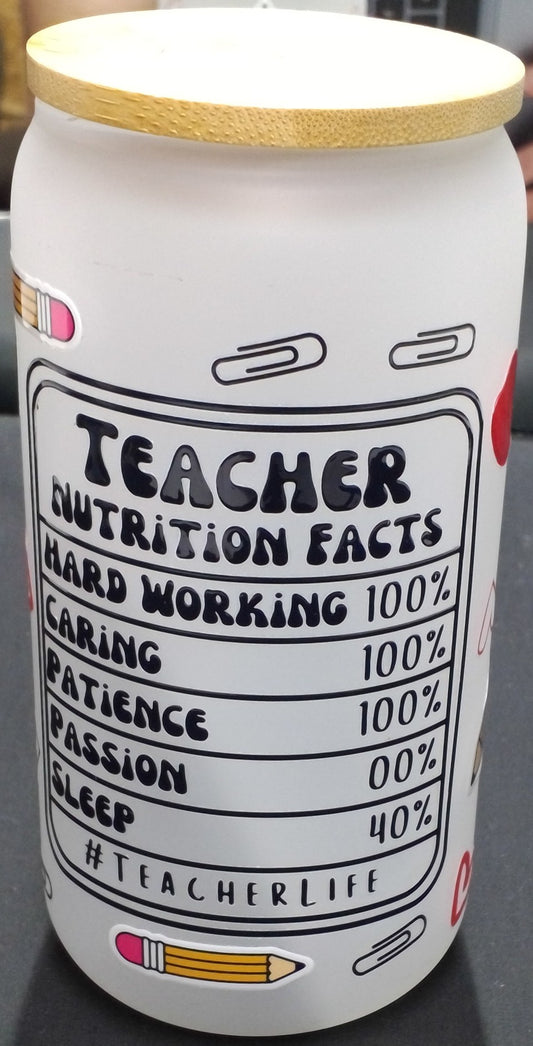 TEACHER
NUTRITION FACTS
HARD WORKING 100%
CARING 100%
PATIENCE 100%
PASSION 00%
SLEEP 40%
#TEACHERLIFE